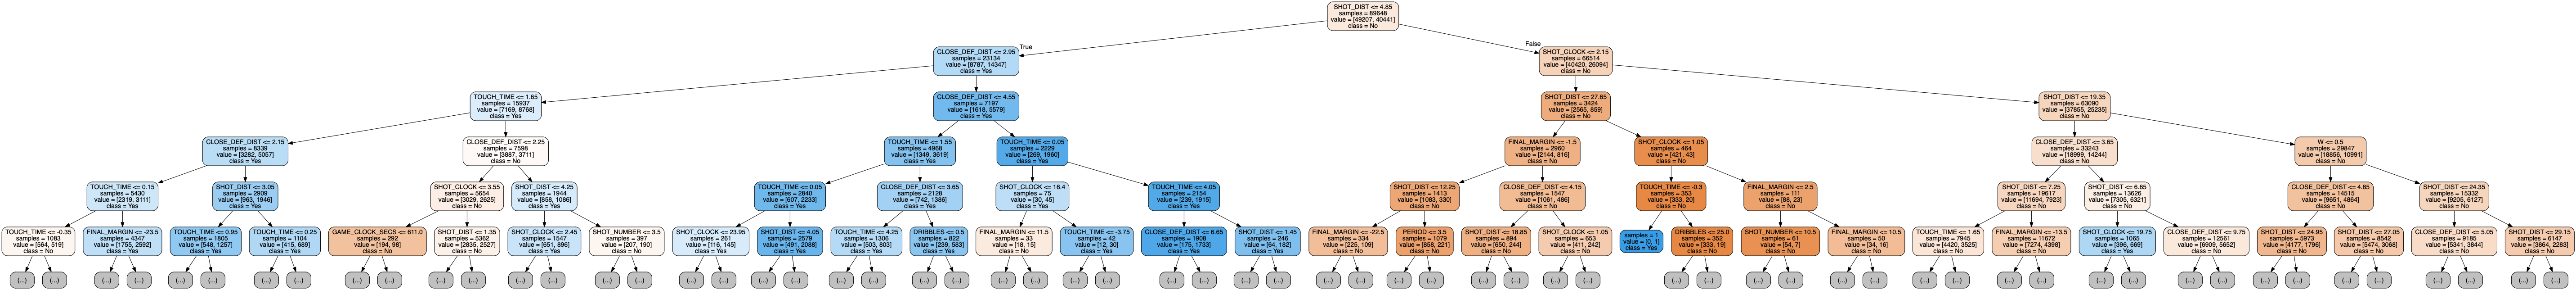 SHOT_DIST <= 4.85
samples = 89648
value = [49207, 40441]
class = No
True
False
CLOSE_DEF_DIST <= 2.95
samples = 23134
value = [8787, 14347]
class = Yes
SHOT_CLOCK <= 2.15
samples = 66514
value = [40420, 26094]
class = No
TOUCH_TIME <= 1.65
samples = 15937
value = [7169, 8768]
class = Yes
CLOSE_DEF_DIST <= 4.55
samples = 7197
value = [1618, 5579]
class = Yes
SHOT_DIST <= 27.65
samples = 3424
value = [2565, 859]
class = No
SHOT_DIST <= 19.35
samples = 63090
value = [37855, 25235]
class = No
CLOSE_DEF_DIST <= 2.15
samples = 8339
value = [3282, 5057]
class = Yes
CLOSE_DEF_DIST <= 2.25
samples = 7598
value = [3887, 3711]
class = No
TOUCH_TIME <= 1.55
samples = 4968
value = [1349, 3619]
class = Yes
TOUCH_TIME <= 0.05
samples = 2229
value = [269, 1960]
class = Yes
FINAL_MARGIN <= -1.5
samples = 2960
value = [2144, 816]
class = No
SHOT_CLOCK <= 1.05
samples = 464
value = [421, 43]
class = No
CLOSE_DEF_DIST <= 3.65
samples = 33243
value = [18999, 14244]
class = No
W <= 0.5
samples = 29847
value = [18856, 10991]
class = No
TOUCH_TIME <= 0.15
samples = 5430
value = [2319, 3111]
class = Yes
SHOT_DIST <= 3.05
samples = 2909
value = [963, 1946]
class = Yes
SHOT_CLOCK <= 3.55
samples = 5654
value = [3029, 2625]
class = No
SHOT_DIST <= 4.25
samples = 1944
value = [858, 1086]
class = Yes
TOUCH_TIME <= 0.05
samples = 2840
value = [607, 2233]
class = Yes
CLOSE_DEF_DIST <= 3.65
samples = 2128
value = [742, 1386]
class = Yes
SHOT_CLOCK <= 16.4
samples = 75
value = [30, 45]
class = Yes
TOUCH_TIME <= 4.05
samples = 2154
value = [239, 1915]
class = Yes
SHOT_DIST <= 12.25
samples = 1413
value = [1083, 330]
class = No
CLOSE_DEF_DIST <= 4.15
samples = 1547
value = [1061, 486]
class = No
TOUCH_TIME <= -0.3
samples = 353
value = [333, 20]
class = No
FINAL_MARGIN <= 2.5
samples = 111
value = [88, 23]
class = No
SHOT_DIST <= 7.25
samples = 19617
value = [11694, 7923]
class = No
SHOT_DIST <= 6.65
samples = 13626
value = [7305, 6321]
class = No
CLOSE_DEF_DIST <= 4.85
samples = 14515
value = [9651, 4864]
class = No
SHOT_DIST <= 24.35
samples = 15332
value = [9205, 6127]
class = No
TOUCH_TIME <= -0.35
samples = 1083
value = [564, 519]
class = No
FINAL_MARGIN <= -23.5
samples = 4347
value = [1755, 2592]
class = Yes
TOUCH_TIME <= 0.95
samples = 1805
value = [548, 1257]
class = Yes
TOUCH_TIME <= 0.25
samples = 1104
value = [415, 689]
class = Yes
GAME_CLOCK_SECS <= 611.0
samples = 292
value = [194, 98]
class = No
SHOT_DIST <= 1.35
samples = 5362
value = [2835, 2527]
class = No
SHOT_CLOCK <= 2.45
samples = 1547
value = [651, 896]
class = Yes
SHOT_NUMBER <= 3.5
samples = 397
value = [207, 190]
class = No
SHOT_CLOCK <= 23.95
samples = 261
value = [116, 145]
class = Yes
SHOT_DIST <= 4.05
samples = 2579
value = [491, 2088]
class = Yes
TOUCH_TIME <= 4.25
samples = 1306
value = [503, 803]
class = Yes
DRIBBLES <= 0.5
samples = 822
value = [239, 583]
class = Yes
FINAL_MARGIN <= 11.5
samples = 33
value = [18, 15]
class = No
TOUCH_TIME <= -3.75
samples = 42
value = [12, 30]
class = Yes
CLOSE_DEF_DIST <= 6.65
samples = 1908
value = [175, 1733]
class = Yes
SHOT_DIST <= 1.45
samples = 246
value = [64, 182]
class = Yes
FINAL_MARGIN <= -22.5
samples = 334
value = [225, 109]
class = No
PERIOD <= 3.5
samples = 1079
value = [858, 221]
class = No
SHOT_DIST <= 18.85
samples = 894
value = [650, 244]
class = No
SHOT_CLOCK <= 1.05
samples = 653
value = [411, 242]
class = No
samples = 1
value = [0, 1]
class = Yes
DRIBBLES <= 25.0
samples = 352
value = [333, 19]
class = No
SHOT_NUMBER <= 10.5
samples = 61
value = [54, 7]
class = No
FINAL_MARGIN <= 10.5
samples = 50
value = [34, 16]
class = No
TOUCH_TIME <= 1.65
samples = 7945
value = [4420, 3525]
class = No
FINAL_MARGIN <= -13.5
samples = 11672
value = [7274, 4398]
class = No
SHOT_CLOCK <= 19.75
samples = 1065
value = [396, 669]
class = Yes
CLOSE_DEF_DIST <= 9.75
samples = 12561
value = [6909, 5652]
class = No
SHOT_DIST <= 24.95
samples = 5973
value = [4177, 1796]
class = No
SHOT_DIST <= 27.05
samples = 8542
value = [5474, 3068]
class = No
CLOSE_DEF_DIST <= 5.05
samples = 9185
value = [5341, 3844]
class = No
SHOT_DIST <= 29.15
samples = 6147
value = [3864, 2283]
class = No
(...) (...) (...) (...) (...) (...) (...) (...) (...) (...) (...) (...) (...) (...) (...) (...) (...) (...) (...) (...) (...) (...) (...) (...) (...) (...) (...) (...) (...) (...) (...) (...) (...) (...) (...) (...) (...) (...) (...) (...) (...) (...) (...) (...) (...) (...) (...) (...) (...) (...) (...) (...) (...) (...) (...) (...) (...) (...) (...) (...) (...) (...)